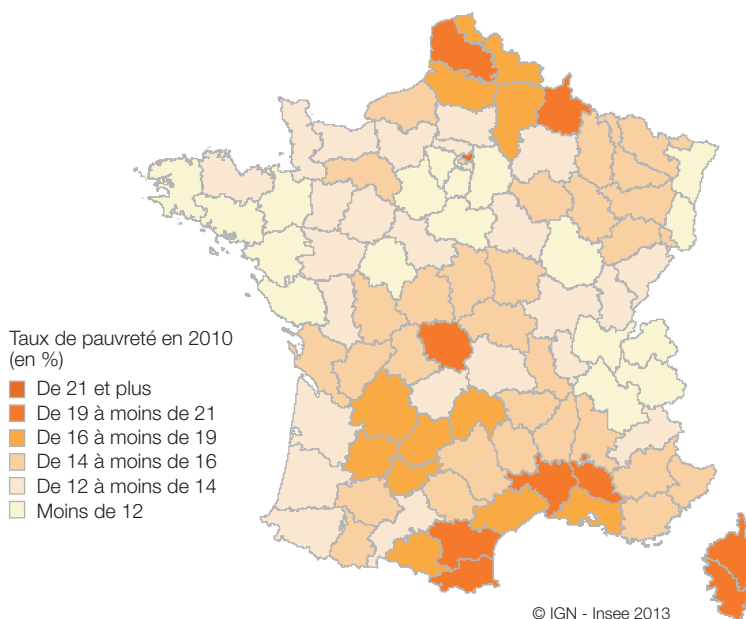 Taux de pauvreté en 2010
(en %)
De 21 et plus
De 19 à moins de 21
De 16 à moins de 19
De 14 à moins de 16
De 12 à moins de 14
Moins de 12
© IGN - Insee 2013